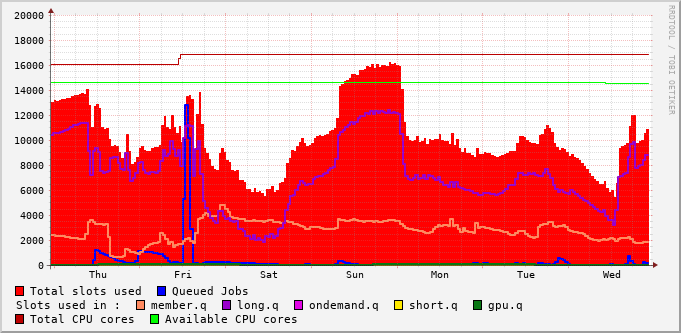 20000
18000
16000
14000
12000
10000
8000
6000
4000
2000
0
Thu Fri Sat Sun Mon Tue Wed
RRDTOOL / TOBI OETIKER
Total slots used Queued Jobs
Slots used in : member.q long.q ondemand.q short.q gpu.q
Total CPU cores Available CPU cores